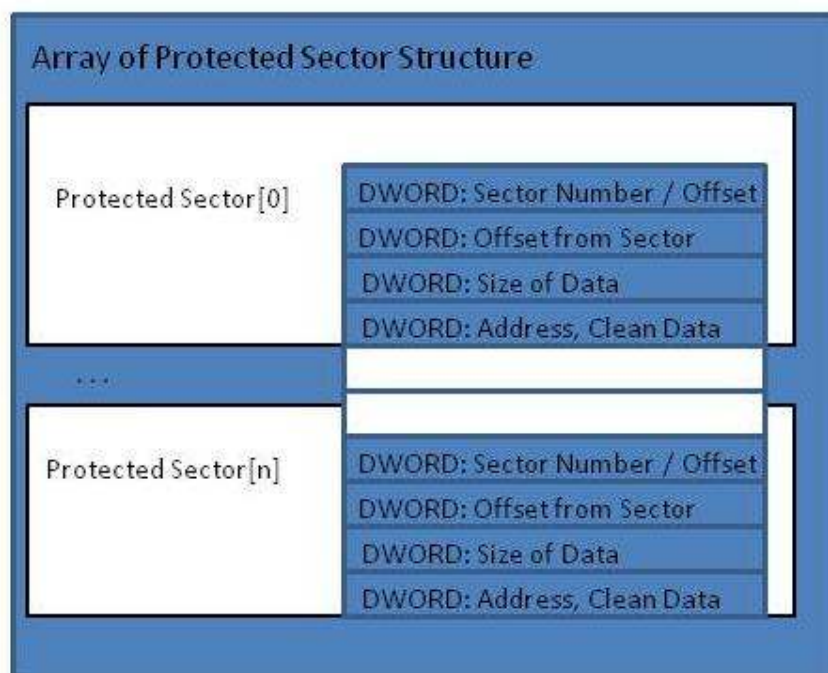 Array of Protected Sector Structure
Protected Sector[0]
DWORD: Sector Number / Offset
DWORD: Offset from Sector
DWORD: Size of Data
DWORD: Address, Clean Data
...
Protected Sector[n]
DWORD: Sector Number / Offset
DWORD: Offset from Sector
DWORD: Size of Data
DWORD: Address, Clean Data